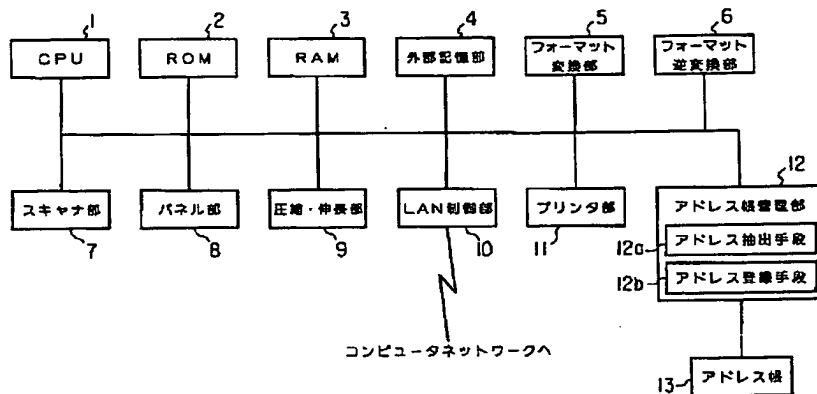 1
2
3
4
5
6
CPU
ROM
RAM
外部記憶部
フォーマット
変換部
フォーマット
逆変換部
12
スキャナ部
パネル部
圧縮・伸長部
LAN制御部
プリンタ部
アドレス帳管理部
アドレス抽出手段
アドレス登録手段
7
8
9
10
11
12a
12b
コンピュータネットワークへ
13
アドレス帳